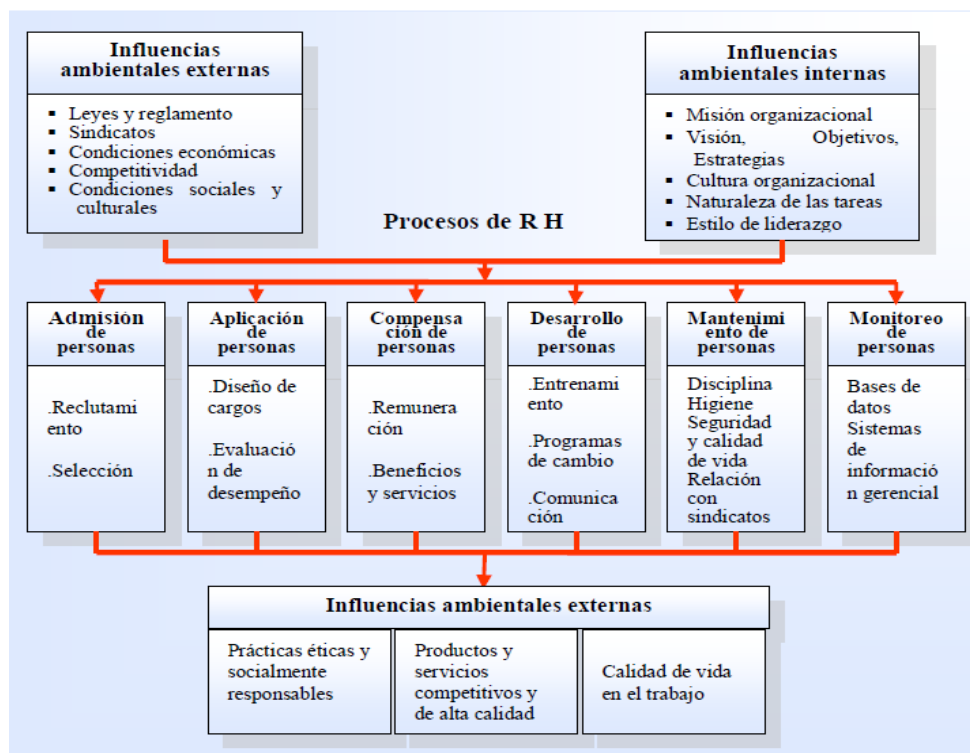 Influencias
ambientales externas
▪ Leyes y reglamento
▪ Sindicatos
▪ Condiciones económicas
▪ Competitividad
▪ Condiciones sociales y
culturales
Influencias
ambientales internas
▪ Misión organizacional
▪ Visión, Objetivos,
Estrategias
▪ Cultura organizacional
▪ Naturaleza de las tareas
▪ Estilo de liderazgo
Procesos de R H
Admisión
de
personas
.Reclutami
ento
.Selección
Aplicación
de
personas
.Diseño de
cargos
.Evaluació
n de
desempeño
Compensa
ción de
personas
.Remunera
ción
.Beneficios
y servicios
Desarrollo
de
personas
.Entrenami
ento
.Programas
de cambio
.Comunica
ción
Mantenimi
ento de
personas
Disciplina
Higiene
Seguridad
y calidad
de vida
Relación
con
sindicatos
Monitoreo
de
personas
Bases de
datos
Sistemas
de
informació
n gerencial
Influencias ambientales externas
Prácticas éticas y
socialmente
responsables
Productos y
servicios
competitivos y
de alta calidad
Calidad de vida
en el trabajo